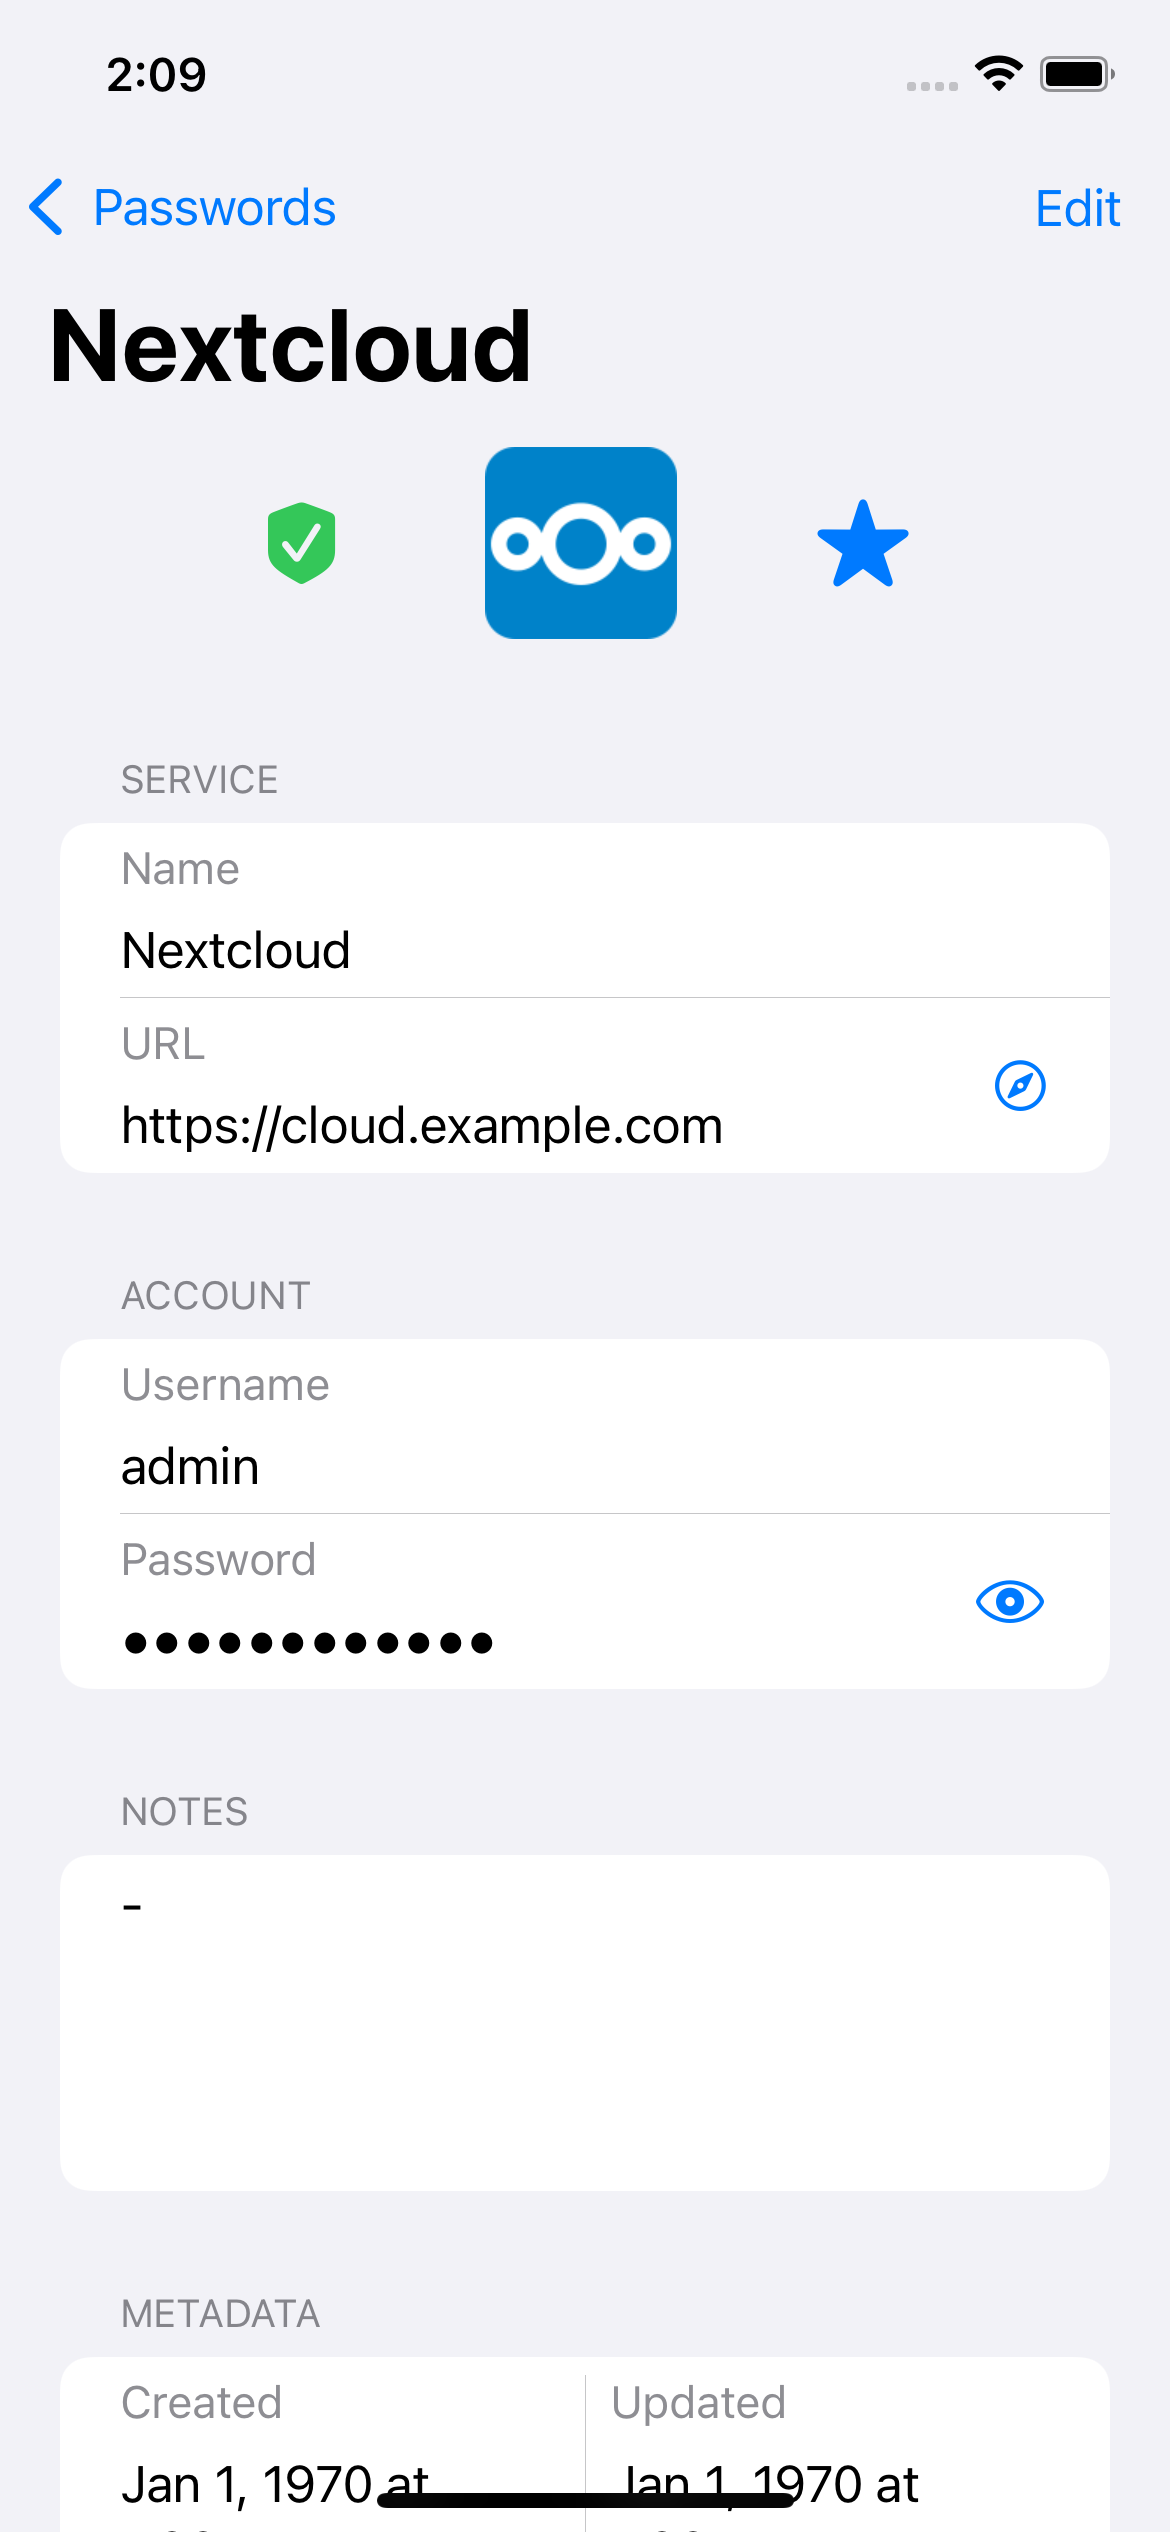 2:09
Passwords
Edit
Nextcloud
SERVICE
Name
Nextcloud
URL
https://cloud.example.com
ACCOUNT
Username
admin
Password
●●●●●●●●●●●●
NOTES
-
METADATA
Created
Updated
Jan 1, 1970 at
Jan 1, 1970 at